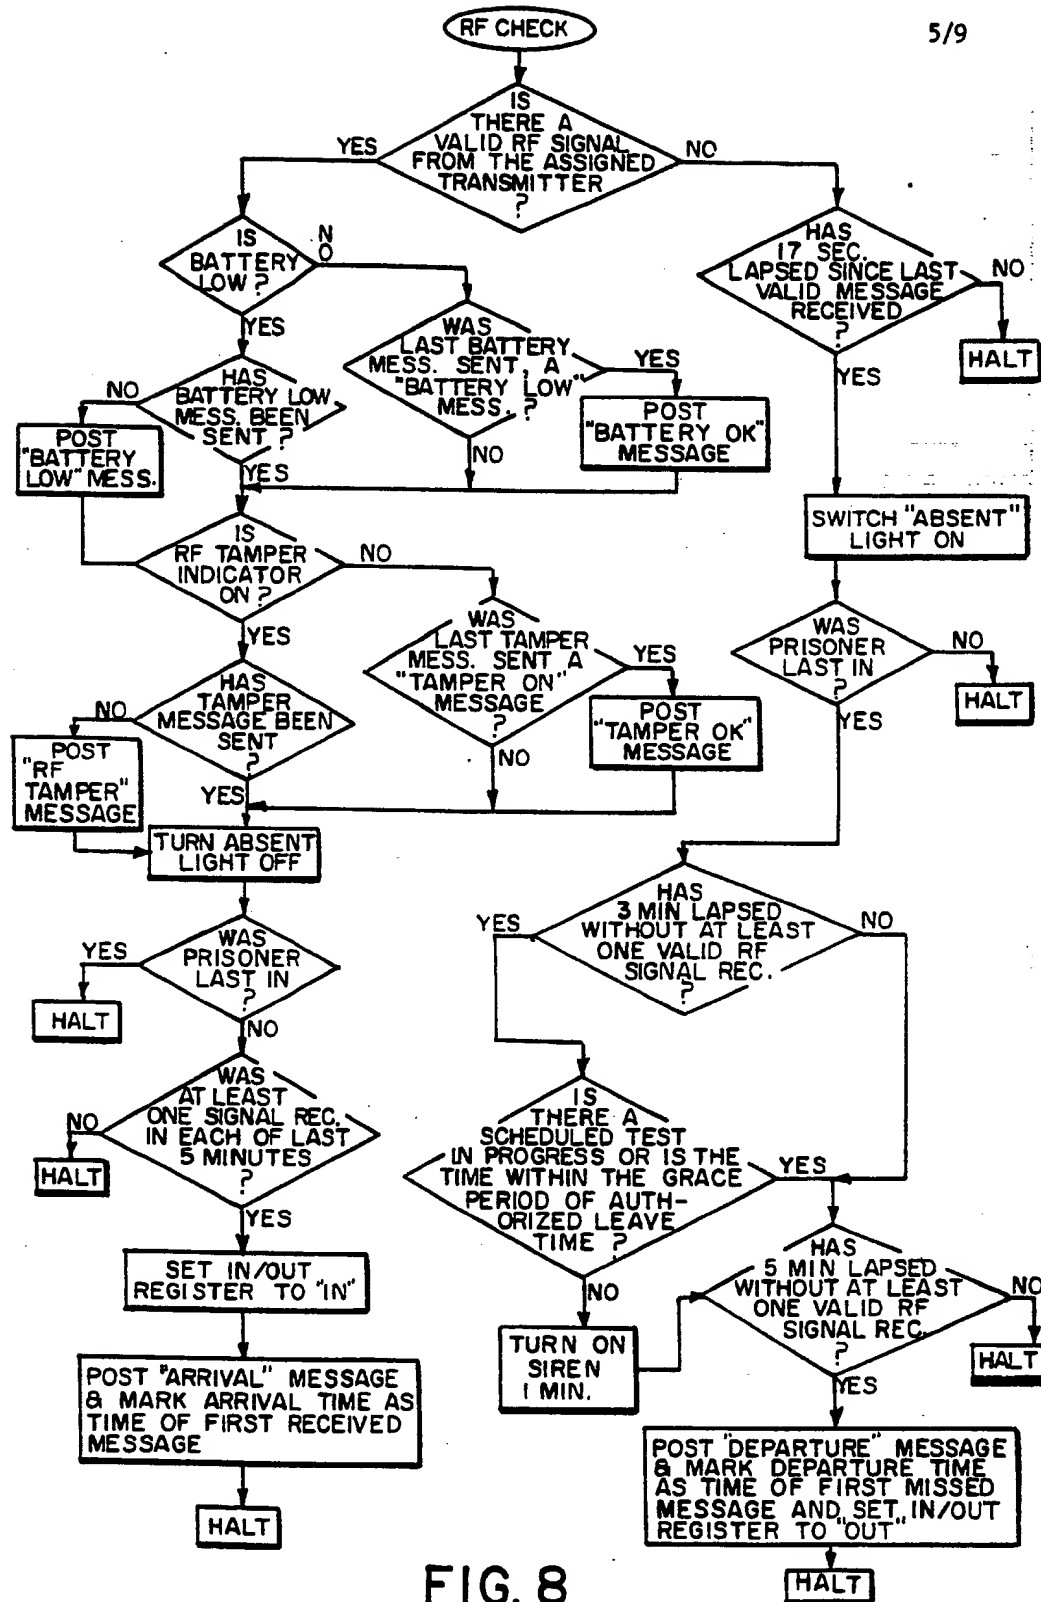 5/9
RF CHECK
IS
THERE A
VALID RF SIGNAL
FROM THE ASSIGNED
TRANSMITTER
?
YES
NO
IS
BATTERY
LOW ?
NO
YES
HAS
17 SEC.
LAPSED SINCE LAST
VALID MESSAGE
RECEIVED
?
NO
HALT
YES
WAS
LAST BATTERY
MESS. SENT, A
"BATTERY LOW"
MESS. ?
YES
NO
POST
"BATTERY OK"
MESSAGE
HAS
BATTERY LOW
MESS. BEEN
SENT ?
NO
YES
POST
"BATTERY
LOW" MESS.
SWITCH "ABSENT"
LIGHT ON
IS
RF TAMPER
INDICATOR
ON ?
NO
YES
WAS
LAST TAMPER
MESS. SENT A
"TAMPER ON"
MESSAGE
?
YES
NO
POST
"TAMPER OK"
MESSAGE
WAS
PRISONER
LAST IN
?
NO
HALT
YES
HAS
TAMPER
MESSAGE BEEN
SENT
?
NO
YES
POST
"RF
TAMPER"
MESSAGE
TURN ABSENT
LIGHT OFF
HAS
3 MIN LAPSED
WITHOUT AT LEAST
ONE VALID RF
SIGNAL REC.
?
YES
NO
WAS
PRISONER
LAST IN
?
YES
HALT
NO
WAS
AT LEAST
ONE SIGNAL REC.
IN EACH OF LAST
5 MINUTES
?
NO
HALT
YES
IS
THERE A
SCHEDULED TEST
IN PROGRESS OR IS THE
TIME WITHIN THE GRACE
PERIOD OF AUTH-
ORIZED LEAVE
TIME ?
YES
NO
SET IN/OUT
REGISTER TO "IN"
HAS
5 MIN LAPSED
WITHOUT AT LEAST
ONE VALID RF
SIGNAL REC.
?
NO
HALT
YES
TURN ON
SIREN
1 MIN.
POST "ARRIVAL" MESSAGE
& MARK ARRIVAL TIME AS
TIME OF FIRST RECEIVED
MESSAGE
HALT
POST "DEPARTURE" MESSAGE
& MARK DEPARTURE TIME
AS TIME OF FIRST MISSED
MESSAGE AND SET IN/OUT
REGISTER TO "OUT"
HALT
FIG. 8